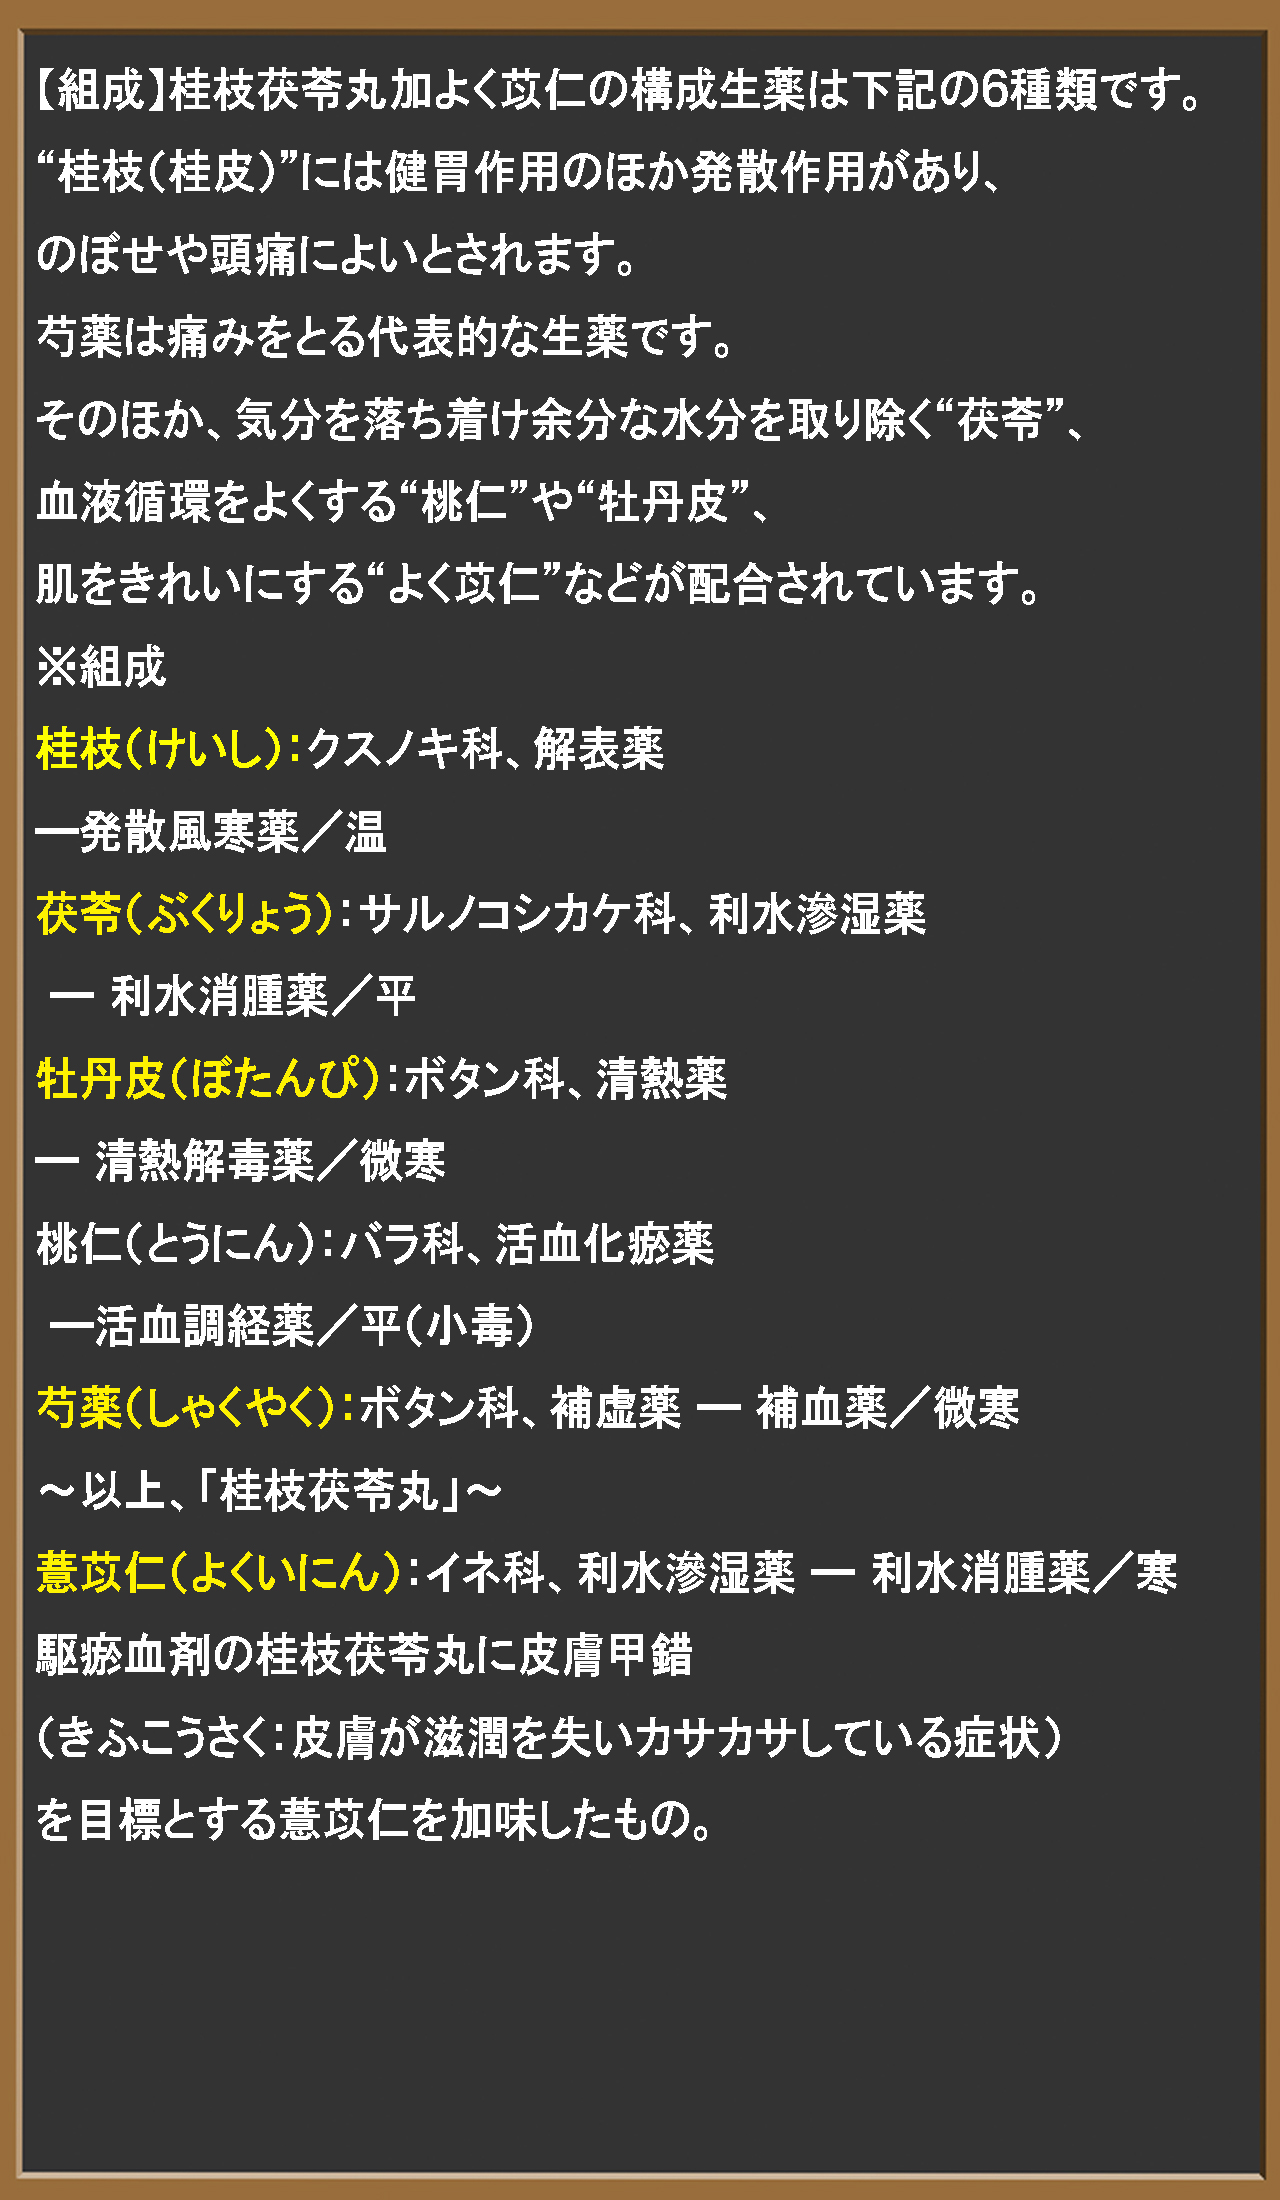 【組成】桂枝茯苓丸加よく苡仁の構成生薬は下記の6種類です。
“桂枝（桂皮）”には健胃作用のほか発散作用があり、
のぼせや頭痛によいとされます。
芍薬は痛みをとる代表的な生薬です。
そのほか、気分を落ち着け余分な水分を取り除く“茯苓”、
血液循環をよくする“桃仁”や“牡丹皮”、
肌をきれいにする“よく苡仁”などが配合されています。
※組成
桂枝（けいし）：クスノキ科、解表薬
―発散風寒薬／温
茯苓（ぶくりょう）：サルノコシカケ科、利水滲湿薬
― 利水消腫薬／平
牡丹皮（ぼたんぴ）：ボタン科、清熱薬
― 清熱解毒薬／微寒
桃仁（とうにん）：バラ科、活血化瘀薬
―活血調経薬／平（小毒）
芍薬（しゃくやく）：ボタン科、補虚薬 ― 補血薬／微寒
～以上、「桂枝茯苓丸」～
薏苡仁（よくいにん）：イネ科、利水滲湿薬 ― 利水消腫薬／寒
駆瘀血剤の桂枝茯苓丸に皮膚甲錯
（きふこうさく：皮膚が滋潤を失いカサカサしている症状）
を目標とする薏苡仁を加味したもの。